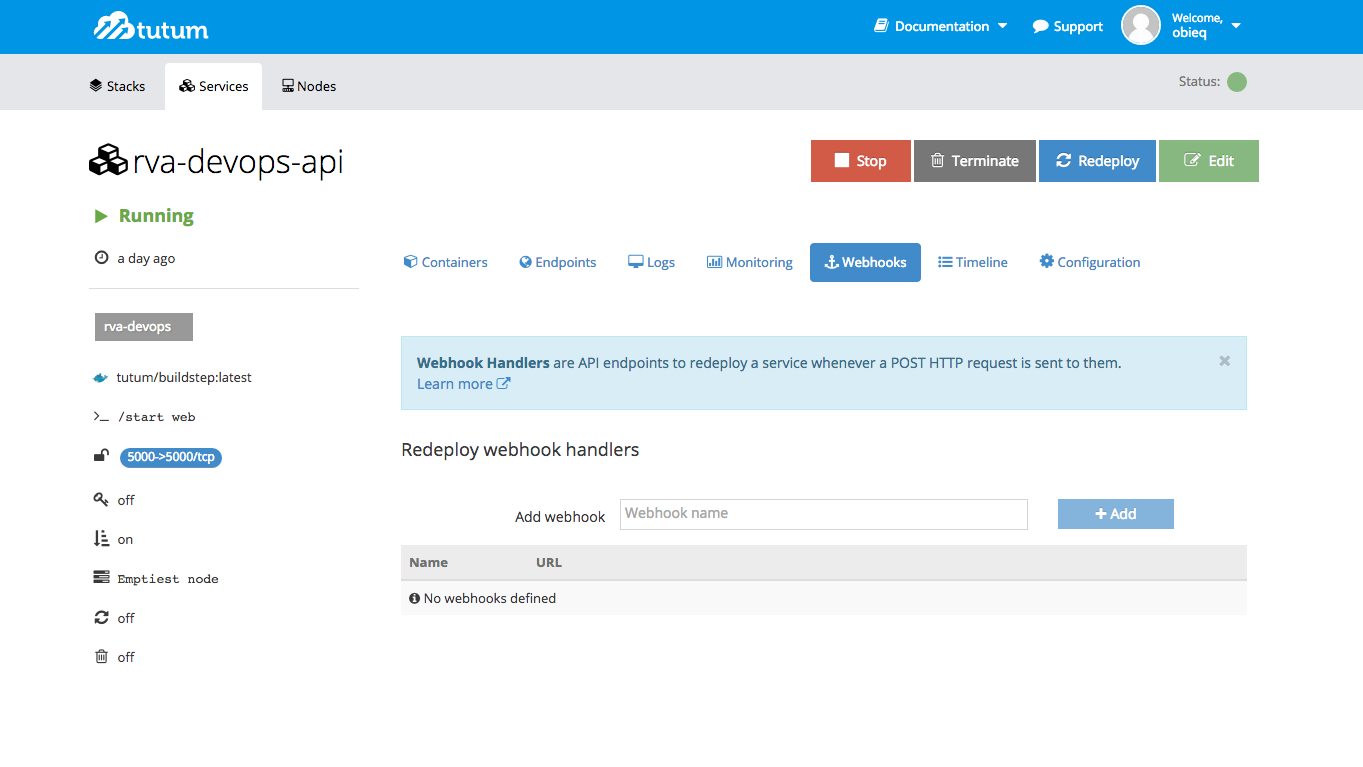 tutum
Documentation
Support
Welcome,
obieq
Stacks
Services
Nodes
Status:
rva-devops-api
Stop
Terminate
Redeploy
Edit
Running
a day ago
Containers
Endpoints
Logs
Monitoring
Webhooks
Timeline
Configuration
rva-devops
tutum/buildstep:latest
>_ /start web
5000->5000/tcp
off
on
Emptiest node
off
off
Webhook Handlers are API endpoints to redeploy a service whenever a POST HTTP request is sent to them.
Learn more
×
Redeploy webhook handlers
Add webhook
Webhook name
+ Add
Name URL
No webhooks defined